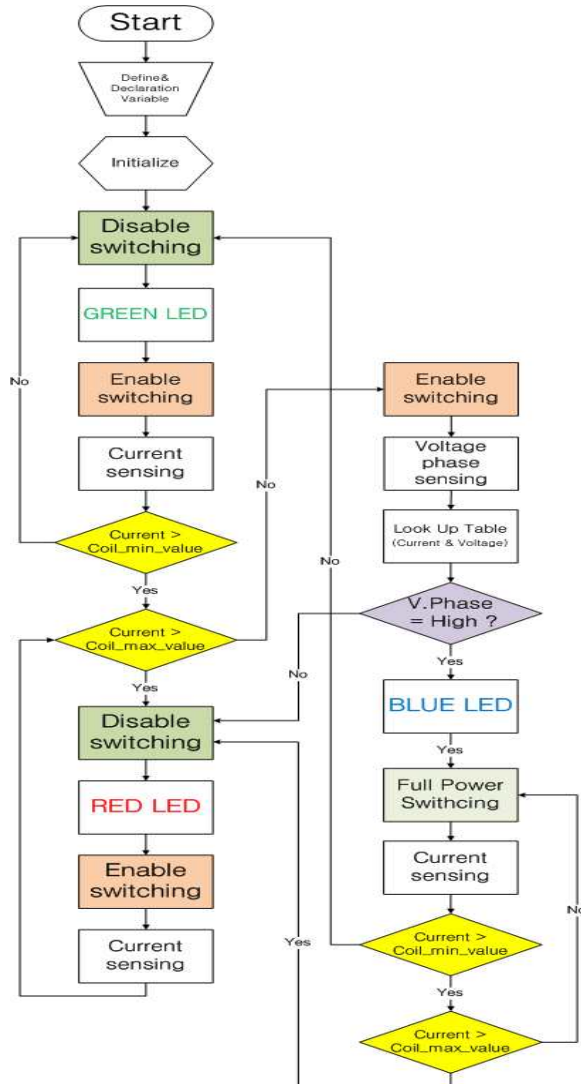 Start
Define&
Declaration
Variable
Initialize
Disable
switching
GREEN LED
No
Enable
switching
Current
sensing
Current >
Coil_min_value
Yes
Current >
Coil_max_value
Yes
Disable
switching
RED LED
Enable
switching
Current
sensing
No
Enable
switching
Voltage
phase
sensing
Look Up Table
(Current & Voltage)
No
V.Phase
= High ?
No
Yes
BLUE LED
Yes
Full Power
Swithcing
Current
sensing
No
Yes
Current >
Coil_min_value
Yes
Current >
Coil_max_value